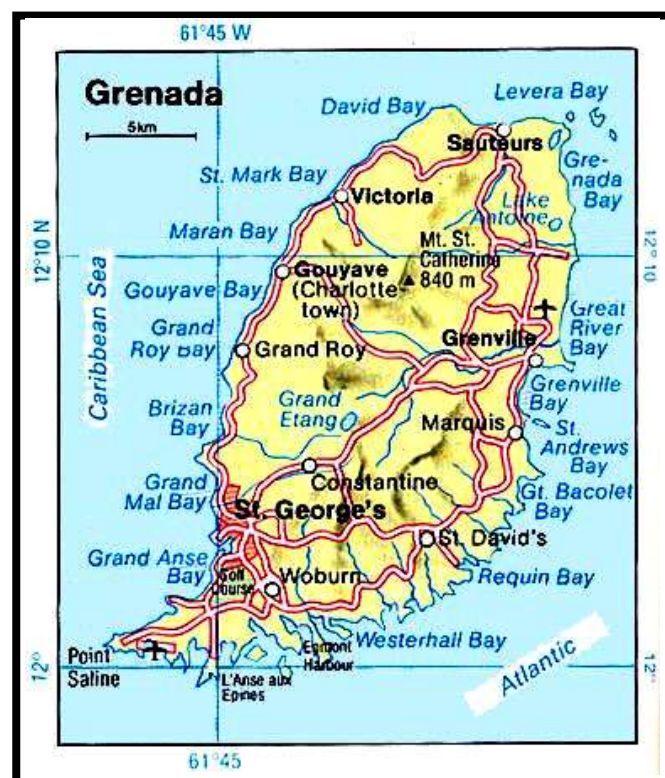 61°45 W
Grenada
5km
David Bay
Levera Bay
Sauteurs
Gre-
nada
Bay
St. Mark Bay
Victoria
Lake
Antoine
Maran Bay
Mt. St.
Catherine
840 m
12°10 N
12°10
Gouyave
(Charlotte
town)
Gouyave Bay
Great
River
Bay
Caribbean Sea
Grand
Roy Bay
Grand Roy
Grenville
Grenville
Bay
Grand
Etang
Brizan
Bay
Marquis
St.
Andrews
Bay
Grand
Mal Bay
Constantine
Gt. Bacolet
Bay
St. George's
St. David's
Grand Anse
Bay
Golf
Course
Woburn
Requin Bay
Westerhall Bay
Egmont
Harbour
Point
Saline
12°
12°
L'Anse aux
Epines
Atlantic
61°45